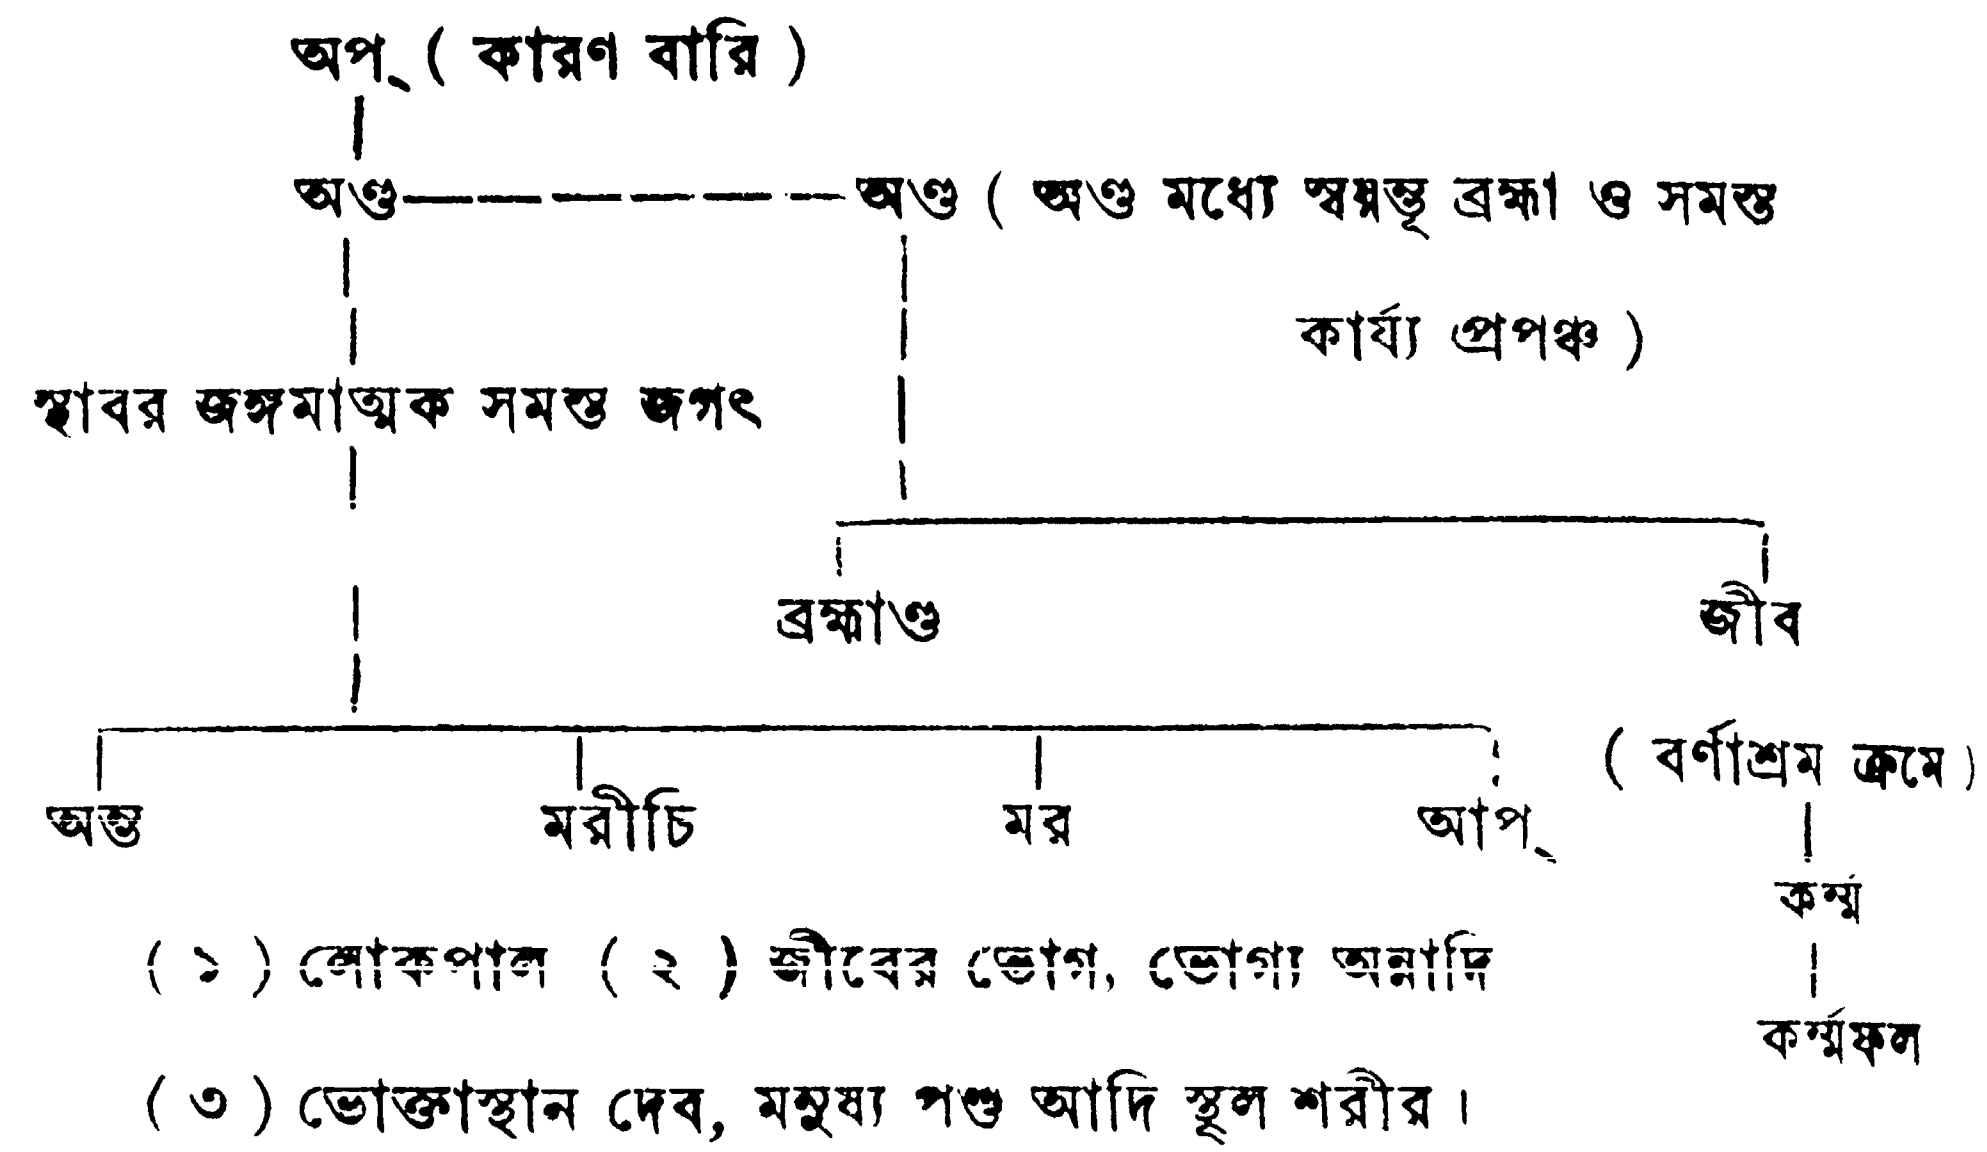 অপ্ ( কারণ বারি )
অণ্ড অণ্ড ( অণ্ড মধ্যে স্বয়ম্ভূ ব্রহ্মা ও সমস্ত
কার্য্য প্রপঞ্চ )
স্থাবর জঙ্গমাত্মক সমস্ত জগৎ
ব্রহ্মাণ্ড জীব
( বর্ণাশ্রম ক্রমে )
অম্ভ মরীচি মর আপ্
কর্ম্ম
( ১ ) লোকপাল ( ২ ) জীবের ভোগ, ভোগ্য অন্নাদি
কর্ম্মফল
( ৩ ) ভোক্তাস্থান দেব, মনুষ্য পশু আদি স্থূল শরীর ।